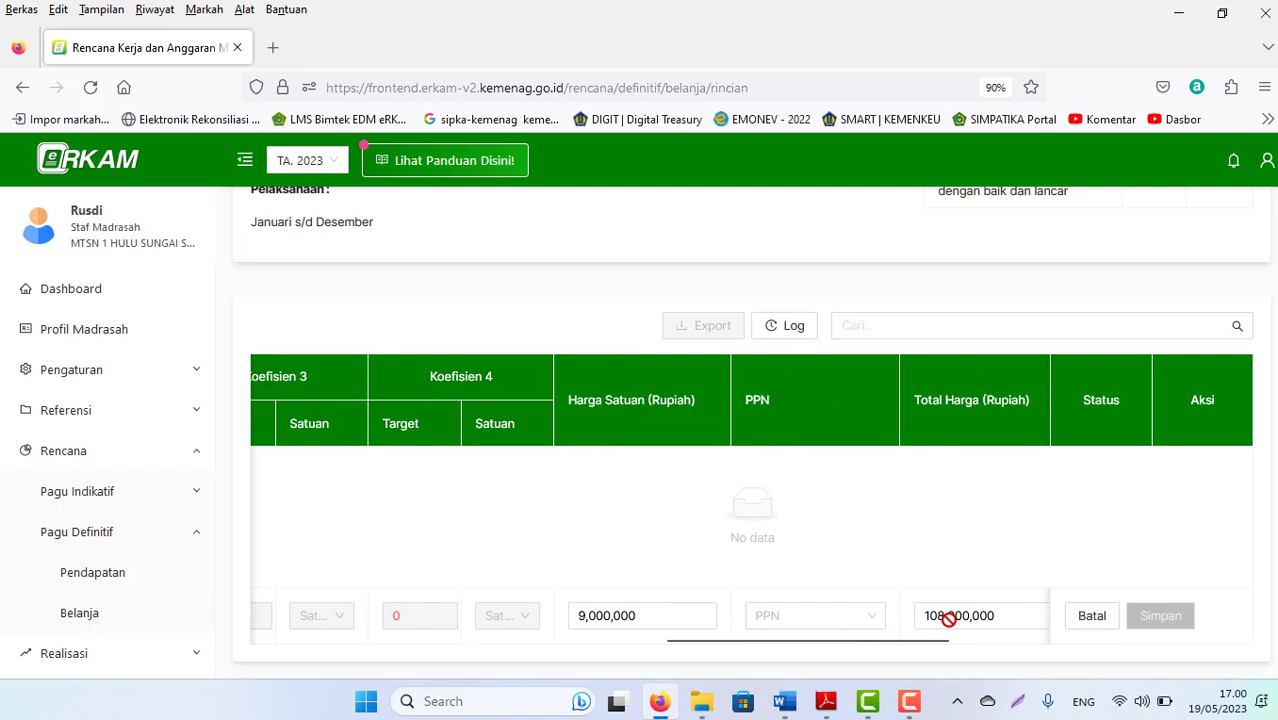 Berkas Edit Tampilan Riwayat Markah Alat Bantuan
Rencana Kerja dan Anggaran M
https://frontend.erkam-v2.kemenag.go.id/rencana/definitif/belanja/rincian
90%
Impor markah... Elektronik Rekonsiliasi ... LMS Bimtek EDM eRK... sipka-kemenag keme... DIGIT | Digital Treasury EMONEV - 2022 SMART | KEMENKEU SIMPATIKA Portal Komentar Dasbor
eRKAM TA. 2023 Lihat Panduan Disini!
Pelaksanaan :
dengan baik dan lancar
Januari s/d Desember
Rusdi
Staf Madrasah
MTSN 1 HULU SUNGAI S...
Dashboard
Profil Madrasah
Pengaturan
Referensi
Rencana
Pagu Indikatif
Pagu Definitif
Pendapatan
Belanja
Realisasi
Export Log Cari..
oefisien 3 Koefisien 4 Harga Satuan (Rupiah) PPN Total Harga (Rupiah) Status Aksi
Satuan Target Satuan
No data
Sat... 0 Sat... 9,000,000 PPN 108,000,000 Batal Simpan
Search ENG 17.00
19/05/2023